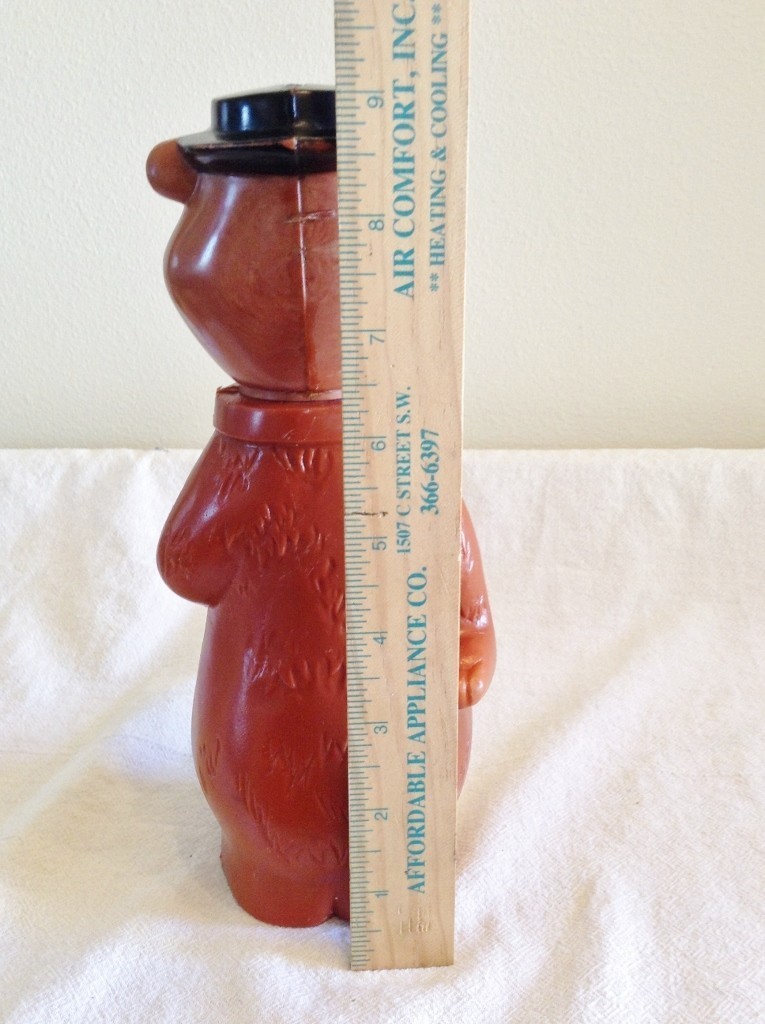 AIR COMFORT, INC.
** HEATING & COOLING **
1507 C STREET S.W.
366-6397
AFFORDABLE APPLIANCE CO.
9
8
7
6
5
4
3
2
1